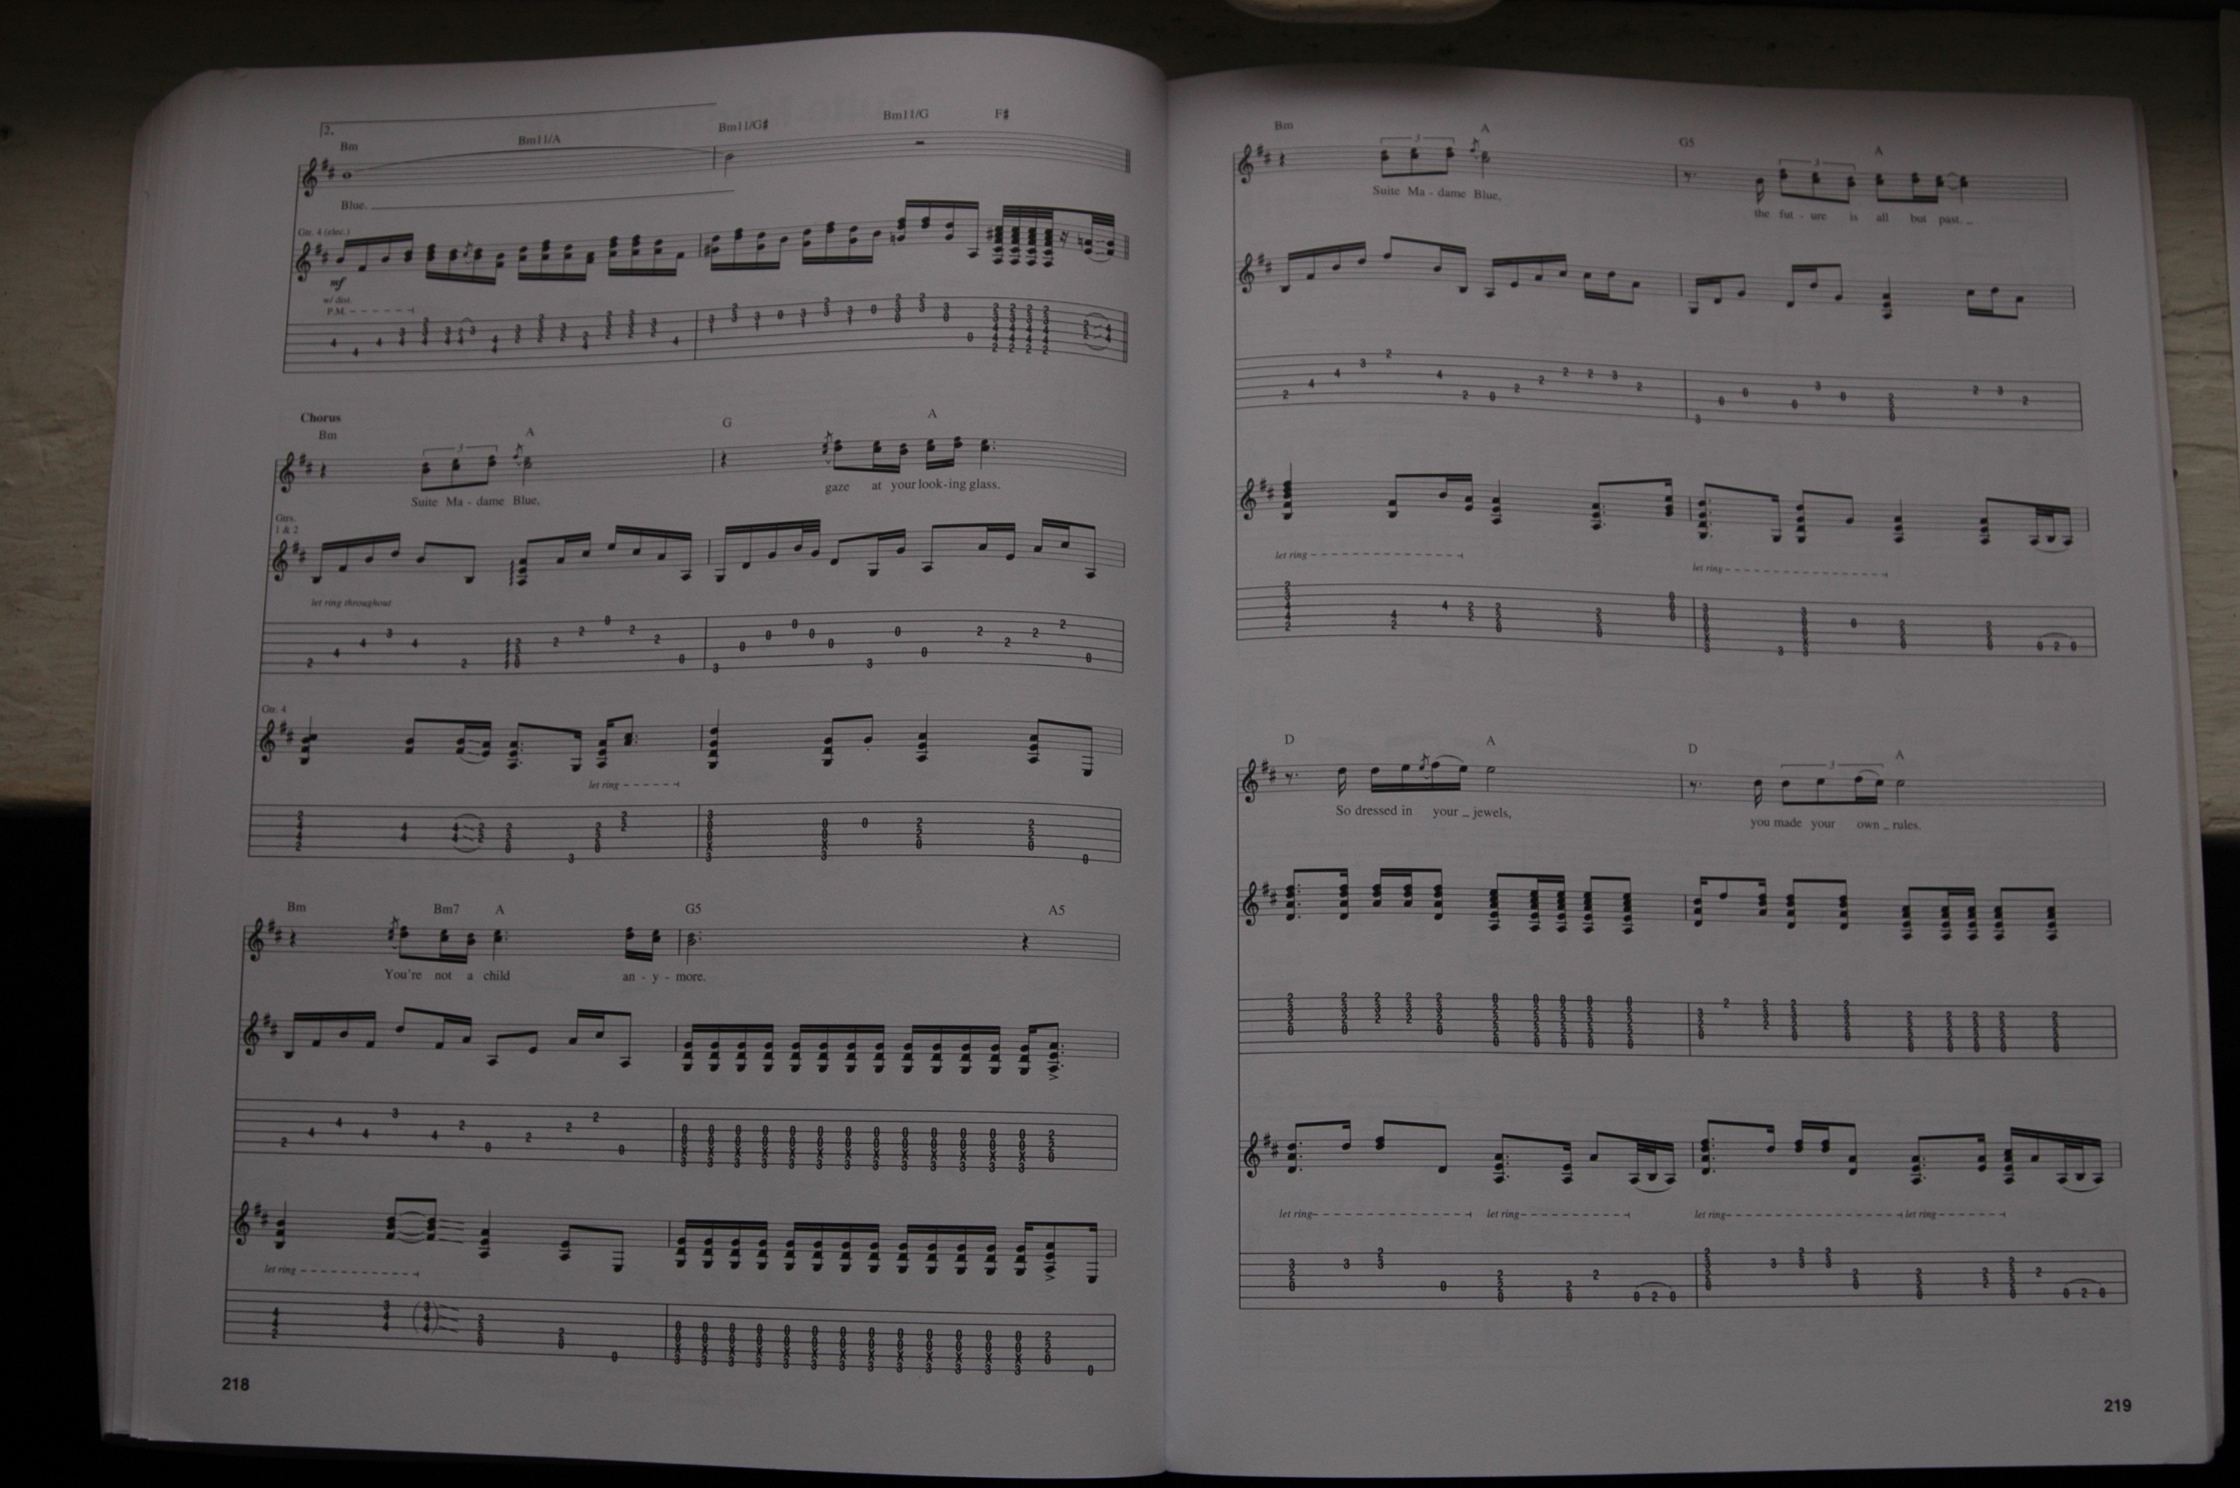 2.
Bm Bm11/A Bm11/G# Bm11/G F#
Blue.
Gtr. 4 (elec.)
mf
w/ dist.
P.M.
Chorus
Bm A G A
3
Suite Ma - dame Blue, gaze at your look-ing glass.
Gtrs.
1 & 2
let ring throughout
Gtr. 4
let ring
Bm Bm7 A G5 A5
You're not a child an - y - more.
let ring
218
Bm A G5 A
3 3
Suite Ma - dame Blue, the fut - ure is all but past.
let ring let ring
D A D A
3
So dressed in your jewels, you made your own rules.
let ring let ring let ring let ring
219